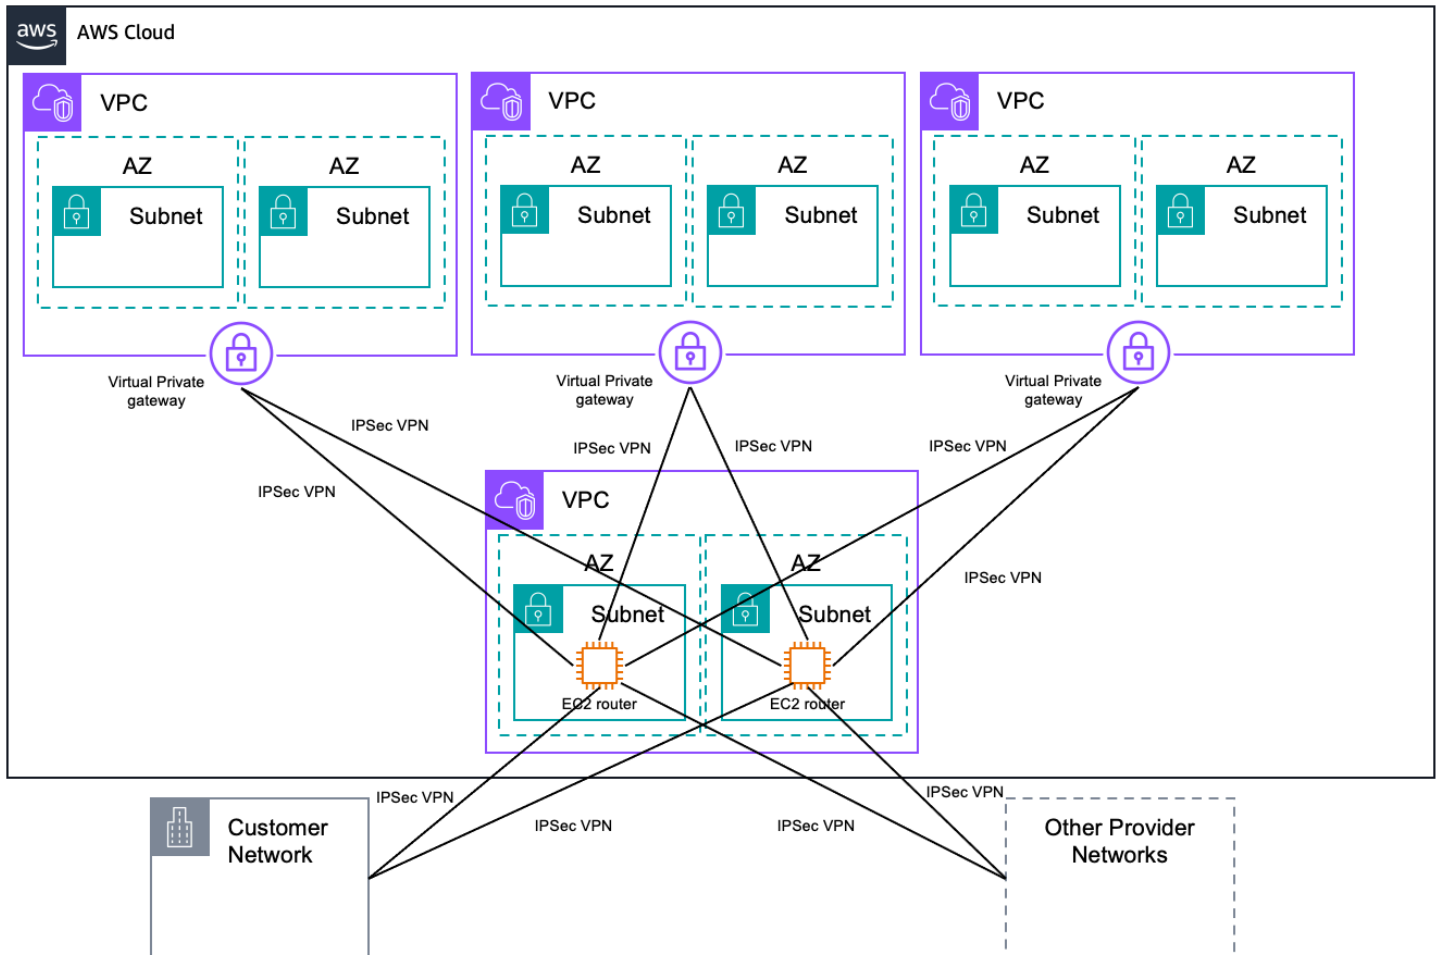 aws
AWS Cloud
VPC
VPC
VPC
AZ
AZ
AZ
AZ
AZ
AZ
Subnet
Subnet
Subnet
Subnet
Subnet
Subnet
Virtual Private
gateway
Virtual Private
gateway
Virtual Private
gateway
IPSec VPN
IPSec VPN
IPSec VPN
IPSec VPN
IPSec VPN
IPSec VPN
VPC
AZ
AZ
Subnet
Subnet
EC2 router
EC2 router
IPSec VPN
IPSec VPN
IPSec VPN
IPSec VPN
Customer
Network
Other Provider
Networks